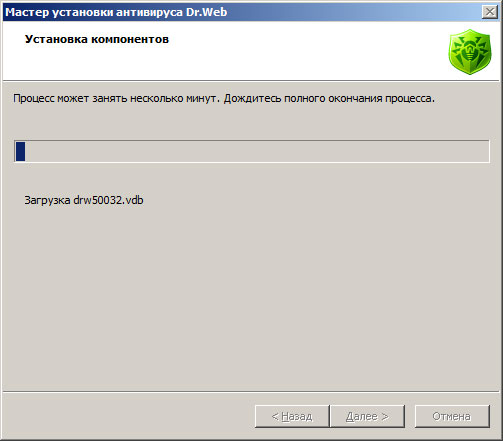 Мастер установки антивируса Dr.Web
Установка компонентов
Процесс может занять несколько минут. Дождитесь полного окончания процесса.
Загрузка drw50032.vdb
< Назад
Далее >
Отмена